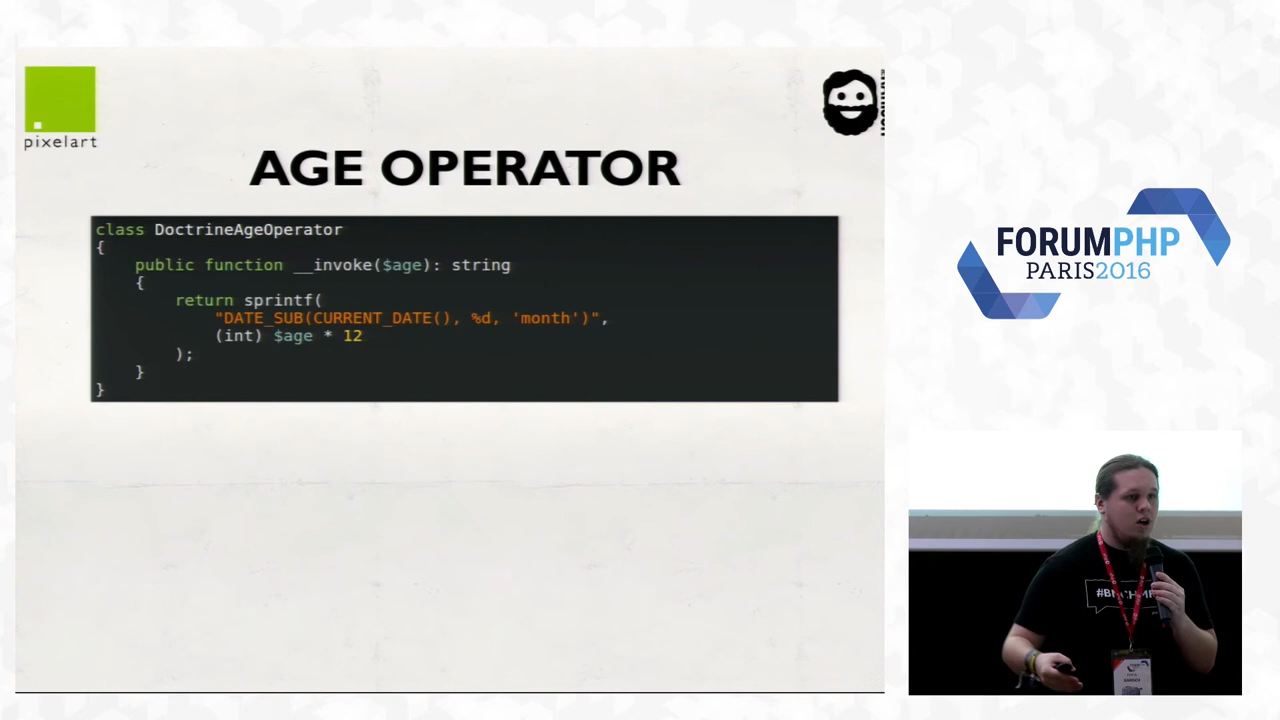 pixelart
AGE OPERATOR
class DoctrineAgeOperator
{
    public function __invoke($age): string
    {
        return sprintf(
            "DATE_SUB(CURRENT_DATE(), %d, 'month')",
            (int) $age * 12
        );
    }
}
FORUMPHP
PARIS2016